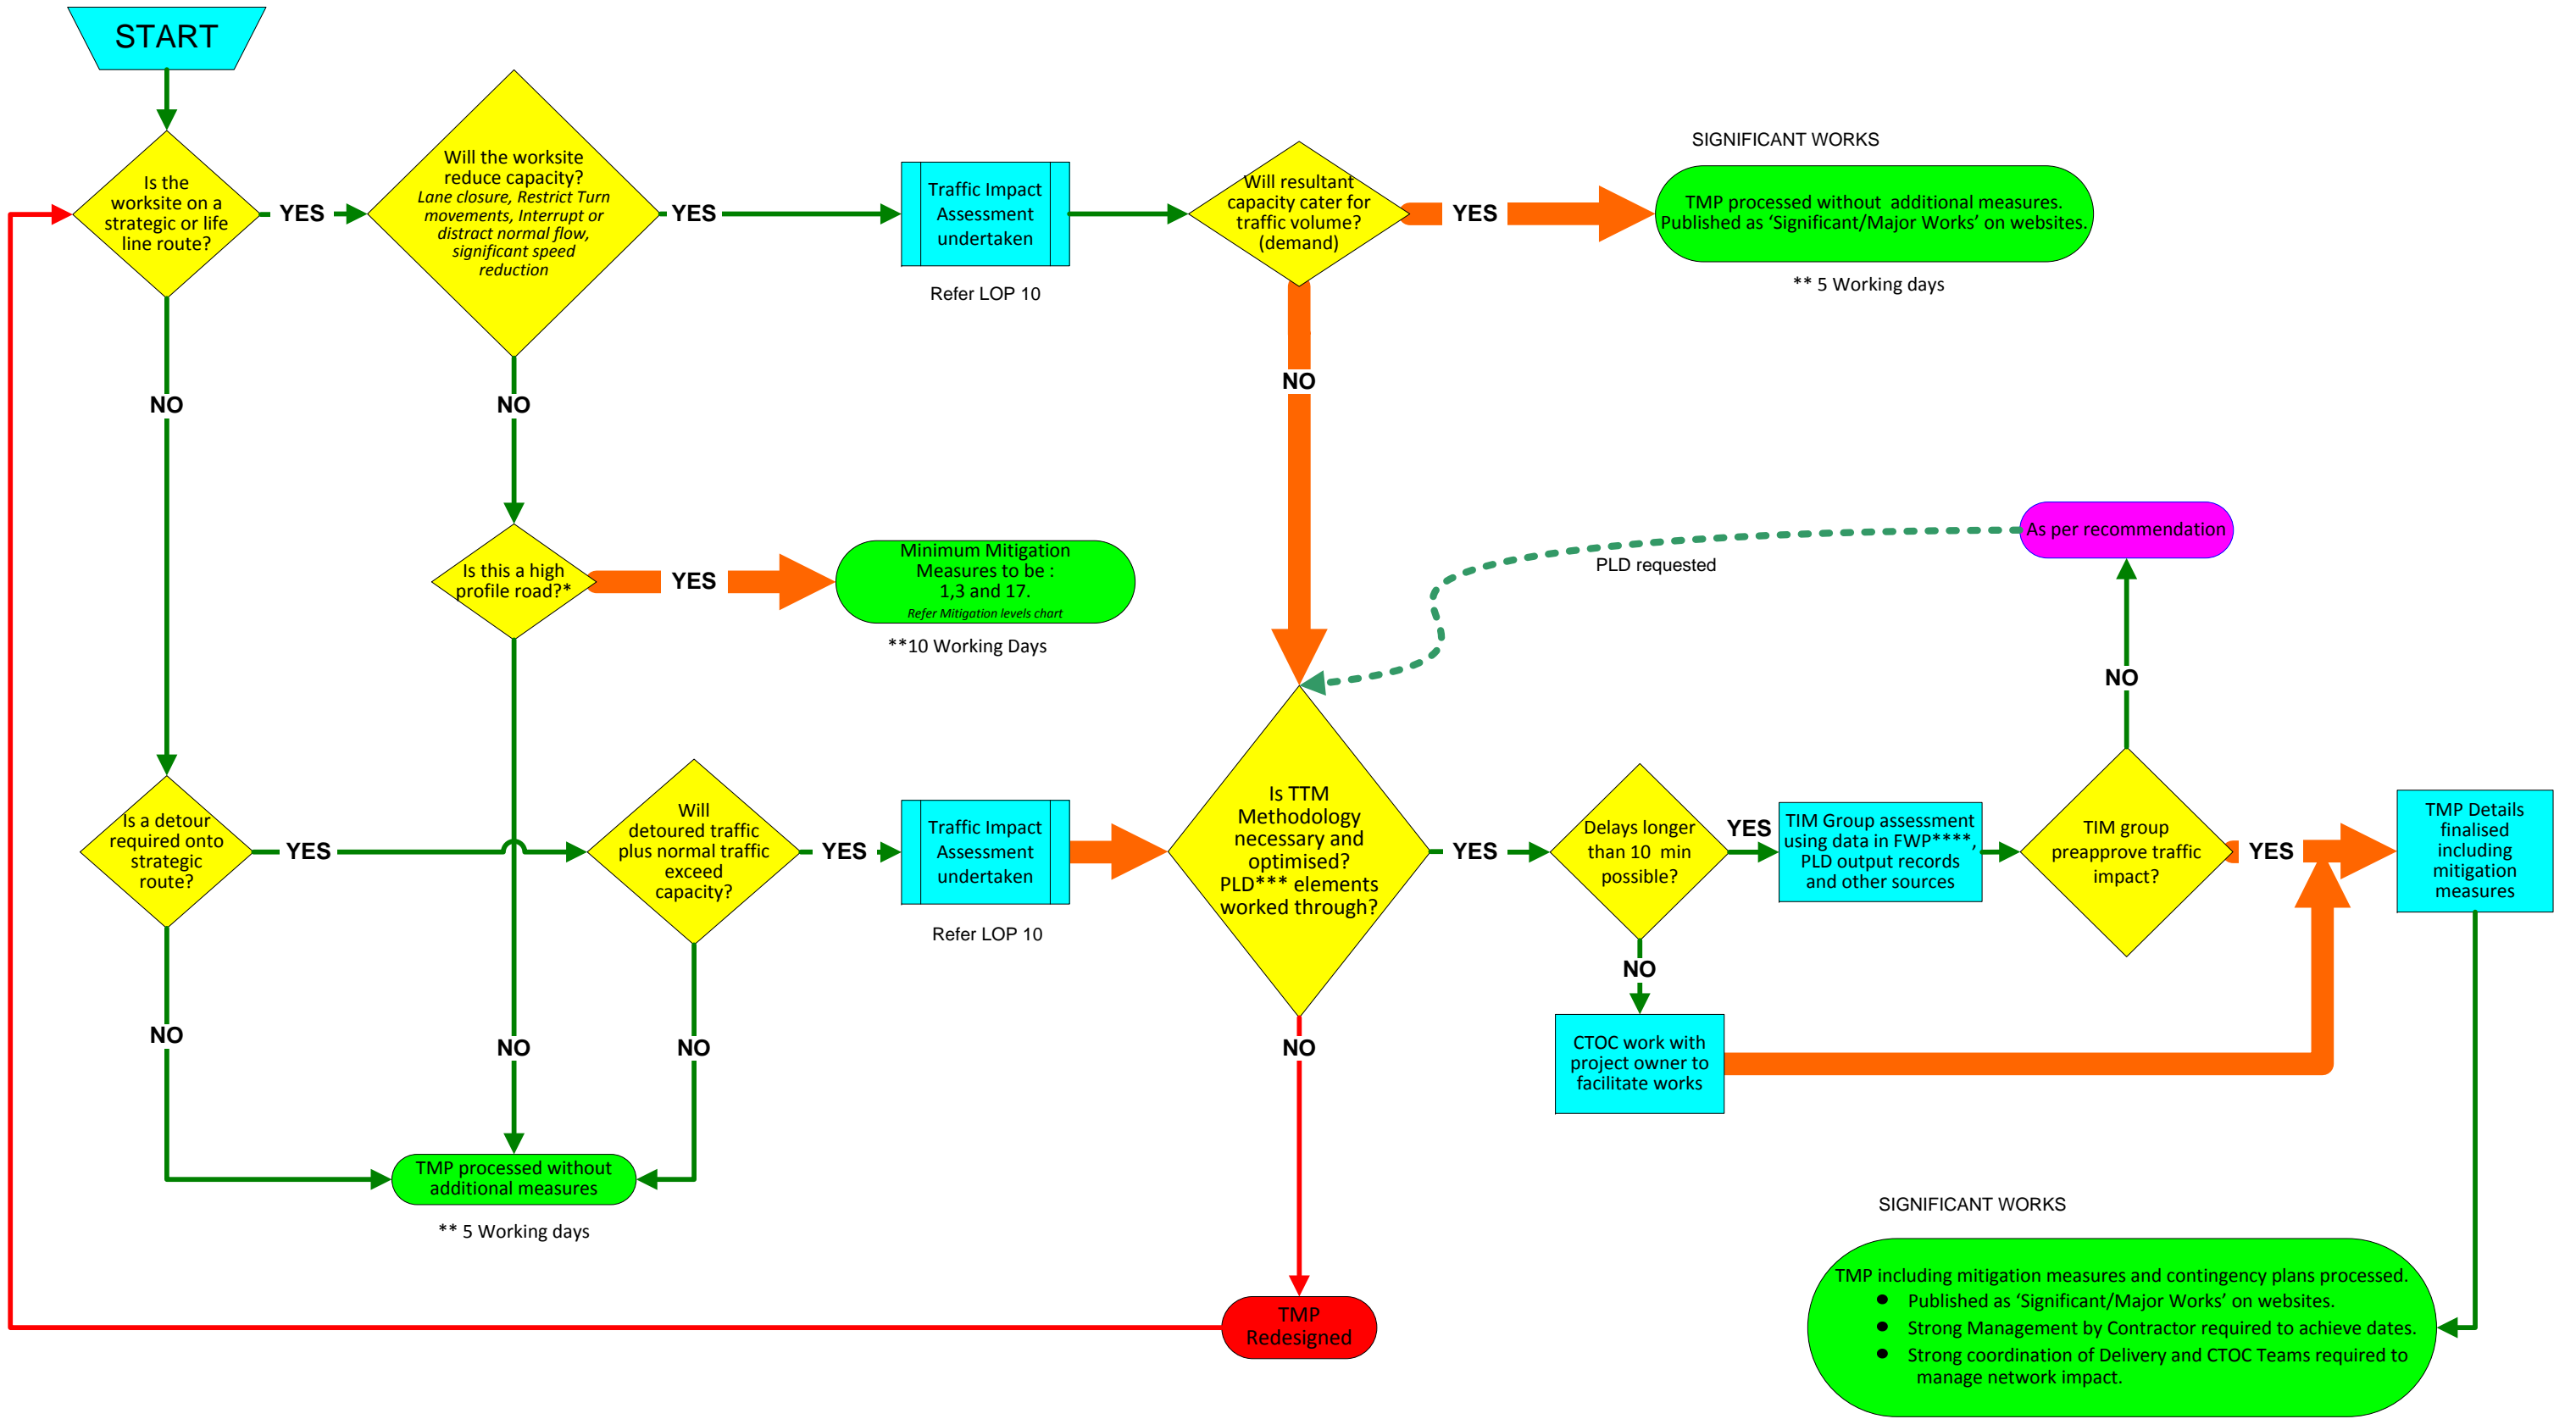 START
Is the
worksite on a
strategic or life
line route?
YES
Will the worksite
reduce capacity?
Lane closure, Restrict Turn
movements, Interrupt or
distract normal flow,
significant speed
reduction
YES
Traffic Impact
Assessment
undertaken
Refer LOP 10
Will resultant
capacity cater for
traffic volume?
(demand)
YES
SIGNIFICANT WORKS
TMP processed without  additional measures.
Published as ‘Significant/Major Works’ on websites.
** 5 Working days
NO
NO
NO
Is this a high
profile road?*
YES
Minimum Mitigation
Measures to be :
1,3 and 17.
Refer Mitigation levels chart
**10 Working Days
PLD requested
As per recommendation
NO
Is a detour
required onto
strategic
route?
YES
Will
detoured traffic
plus normal traffic
exceed
capacity?
YES
Traffic Impact
Assessment
undertaken
Refer LOP 10
Is TTM
Methodology
necessary and
optimised?
PLD*** elements
worked through?
YES
Delays longer
than 10  min
possible?
YES
TIM Group assessment
using data in FWP****,
PLD output records
and other sources
TIM group
preapprove traffic
impact?
YES
TMP Details
finalised
including
mitigation
measures
NO
NO
NO
NO
NO
CTOC work with
project owner to
facilitate works
TMP processed without
additional measures
** 5 Working days
TMP
Redesigned
SIGNIFICANT WORKS
TMP including mitigation measures and contingency plans processed.
● Published as ‘Significant/Major Works’ on websites.
● Strong Management by Contractor required to achieve dates.
● Strong coordination of Delivery and CTOC Teams required to
manage network impact.